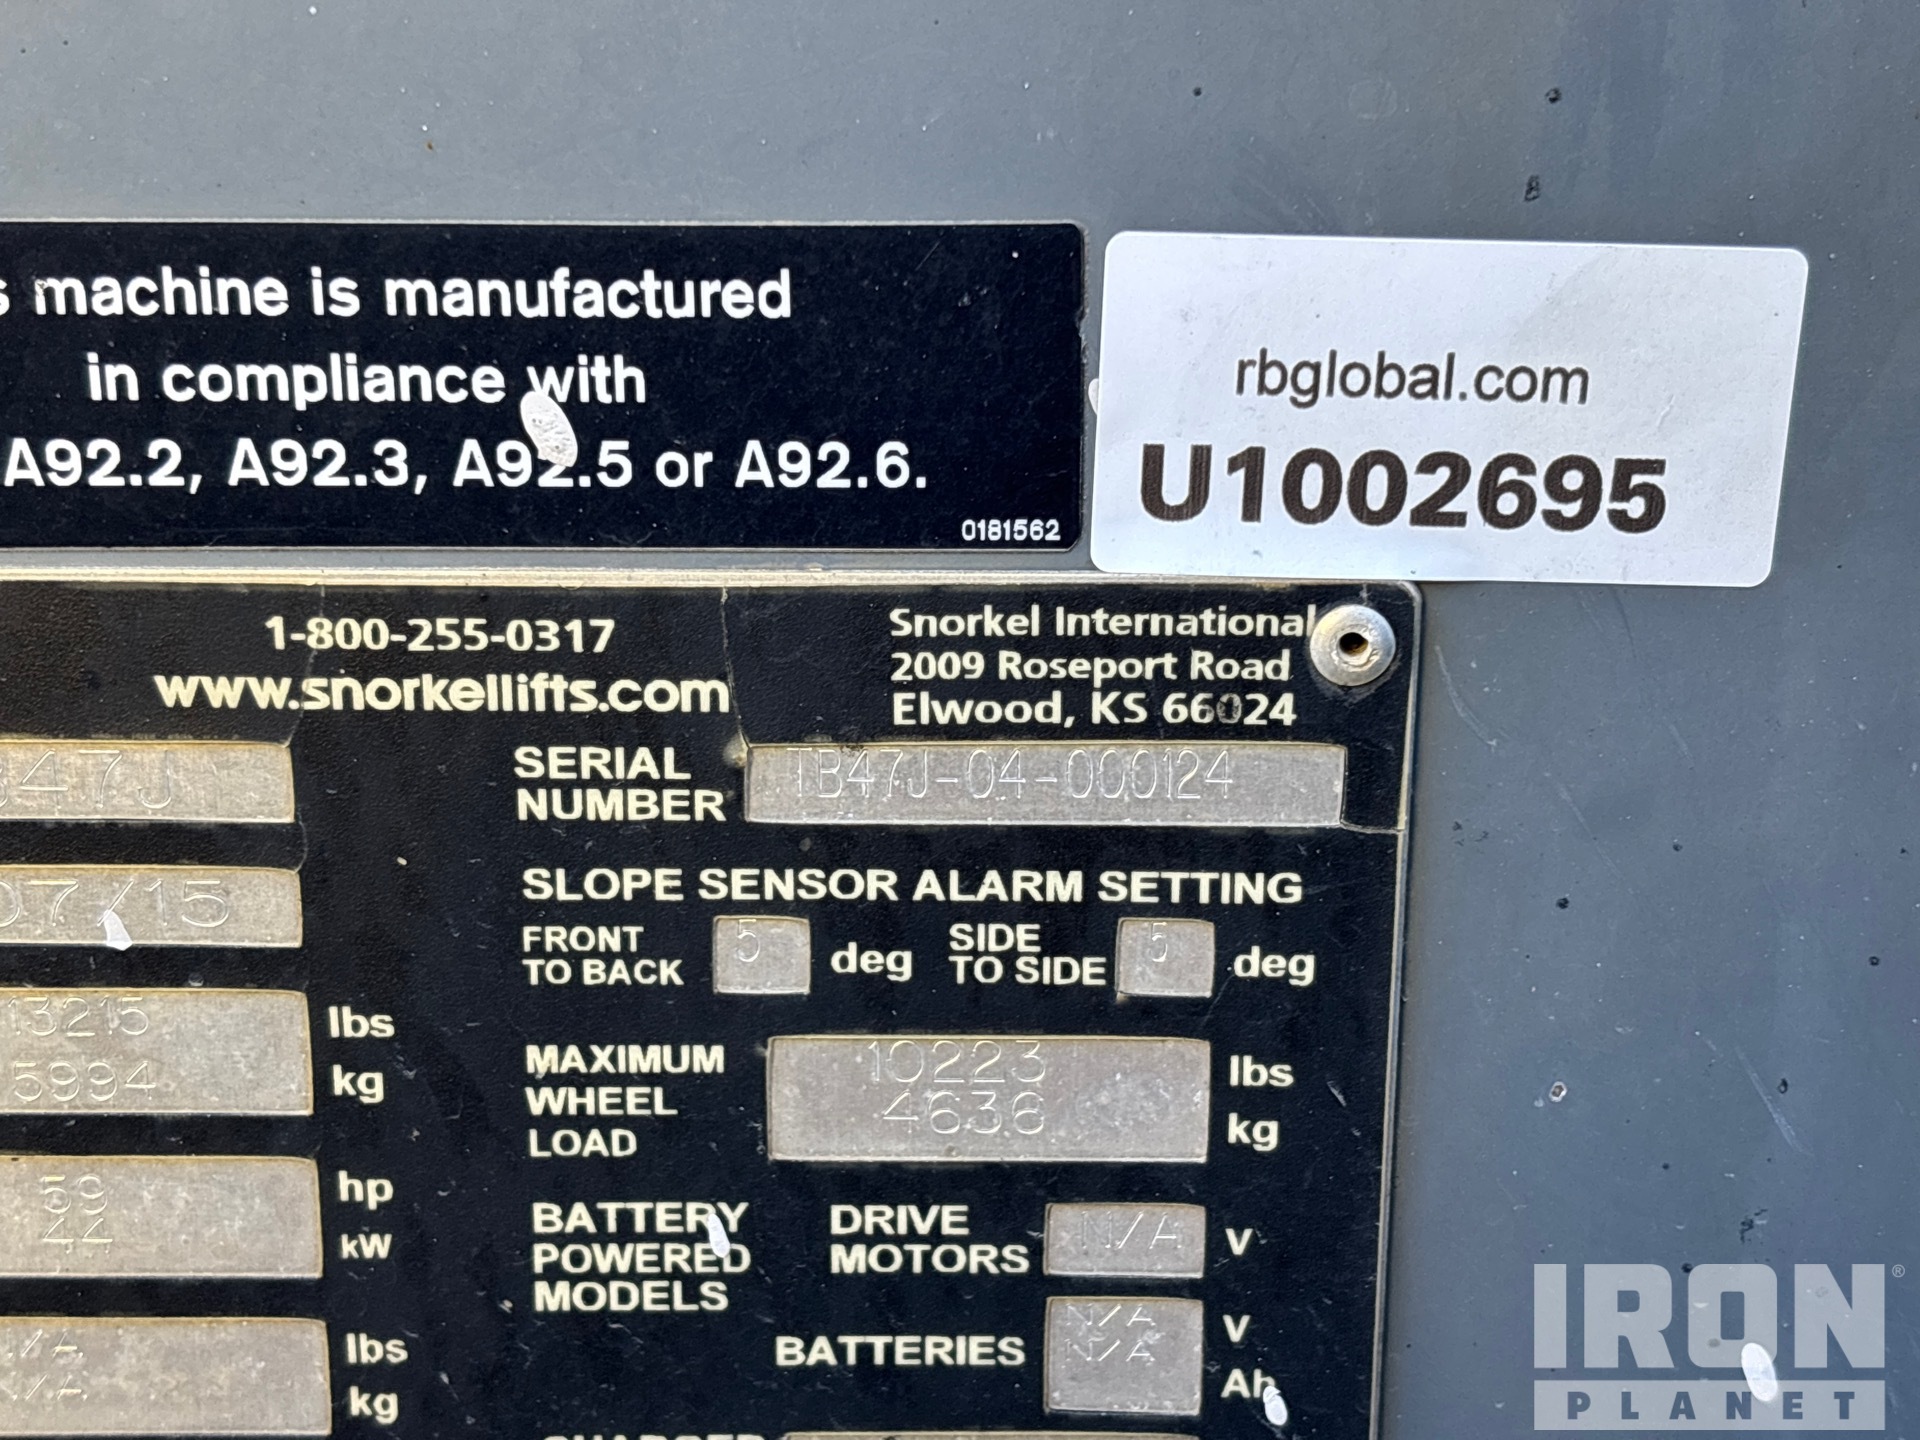 machine is manufactured
in compliance with
A92.2, A92.3, A92.5 or A92.6.
0181562
rbglobal.com
U1002695
1-800-255-0317
www.snorkellifts.com
Snorkel International
2009 Roseport Road
Elwood, KS 66024
47J
SERIAL NUMBER TB47J-04-000124
07/15
SLOPE SENSOR ALARM SETTING
FRONT TO BACK 5 deg SIDE TO SIDE 5 deg
13215 lbs
5994 kg
MAXIMUM
WHEEL
LOAD
10223 lbs
4636 kg
59 hp
44 kW
BATTERY
POWERED
MODELS
DRIVE
MOTORS
N/A V
BATTERIES
N/A V
N/A Ah
N/A lbs
N/A kg
IRON
PLANET